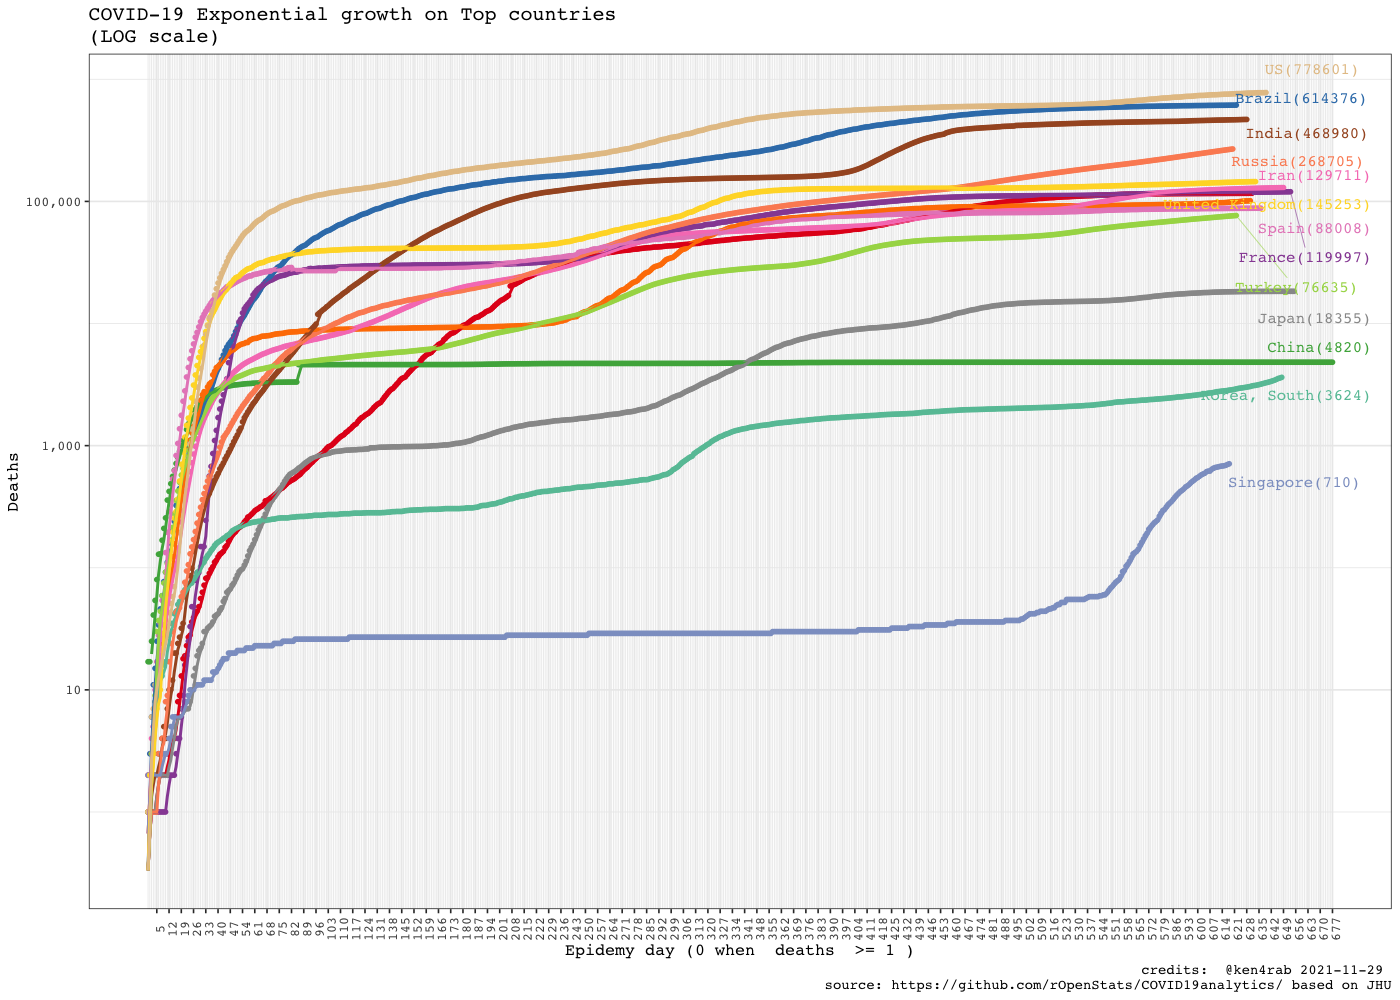 COVID-19 Exponential growth on Top countries
(LOG scale)
US(778601)
Brazil(614376)
India(468980)
Russia(268705)
Iran(129711)
United Kingdom(145253)
Spain(88008)
France(119997)
Turkey(76635)
Japan(18355)
China(4820)
Korea, South(3624)
Singapore(710)
100,000
1,000
10
Deaths
5 12 19 26 33 40 47 54 61 68 75 82 89 96 103 110 117 124 131 138 145 152 159 166 173 180 187 194 201 208 215 222 229 236 243 250 257 264 271 278 285 292 299 306 313 320 327 334 341 348 355 362 369 376 383 390 397 404 411 418 425 432 439 446 453 460 467 474 481 488 495 502 509 516 523 530 537 544 551 558 565 572 579 586 593 600 607 614 621 628 635 642 649 656 663 670 677
Epidemy day (0 when deaths >= 1 )
credits: @ken4rab 2021-11-29
source: https://github.com/rOpenStats/COVID19analytics/ based on JHU